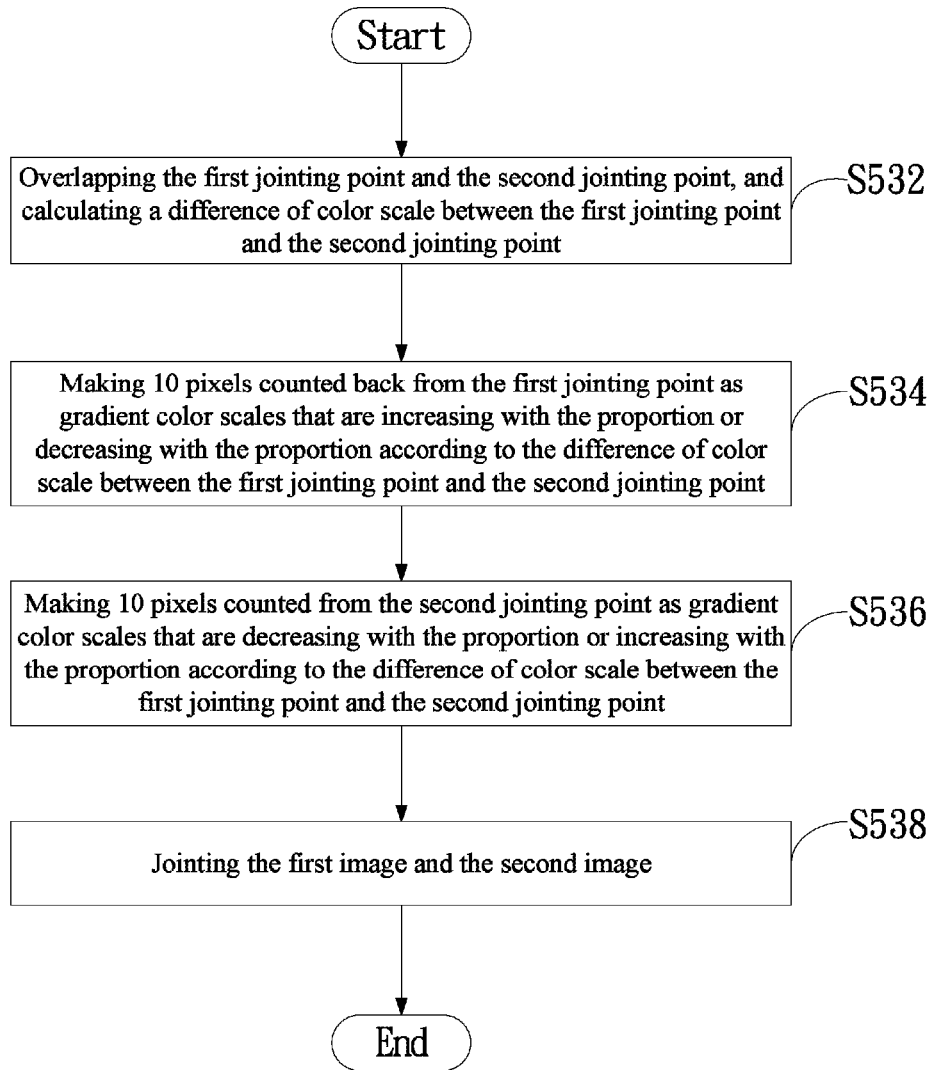 Start
Overlapping the first jointing point and the second jointing point, and
calculating a difference of color scale between the first jointing point
and the second jointing point
S532
Making 10 pixels counted back from the first jointing point as
gradient color scales that are increasing with the proportion or
decreasing with the proportion according to the difference of color
scale between the first jointing point and the second jointing point
S534
Making 10 pixels counted from the second jointing point as gradient
color scales that are decreasing with the proportion or increasing with
the proportion according to the difference of color scale between the
first jointing point and the second jointing point
S536
Jointing the first image and the second image
S538
End